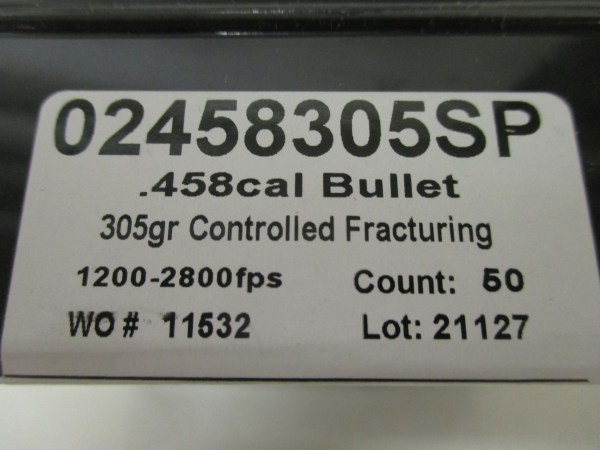 02458305SP
.458cal Bullet
305gr Controlled Fracturing
1200-2800fps Count: 50
WO # 11532 Lot: 21127